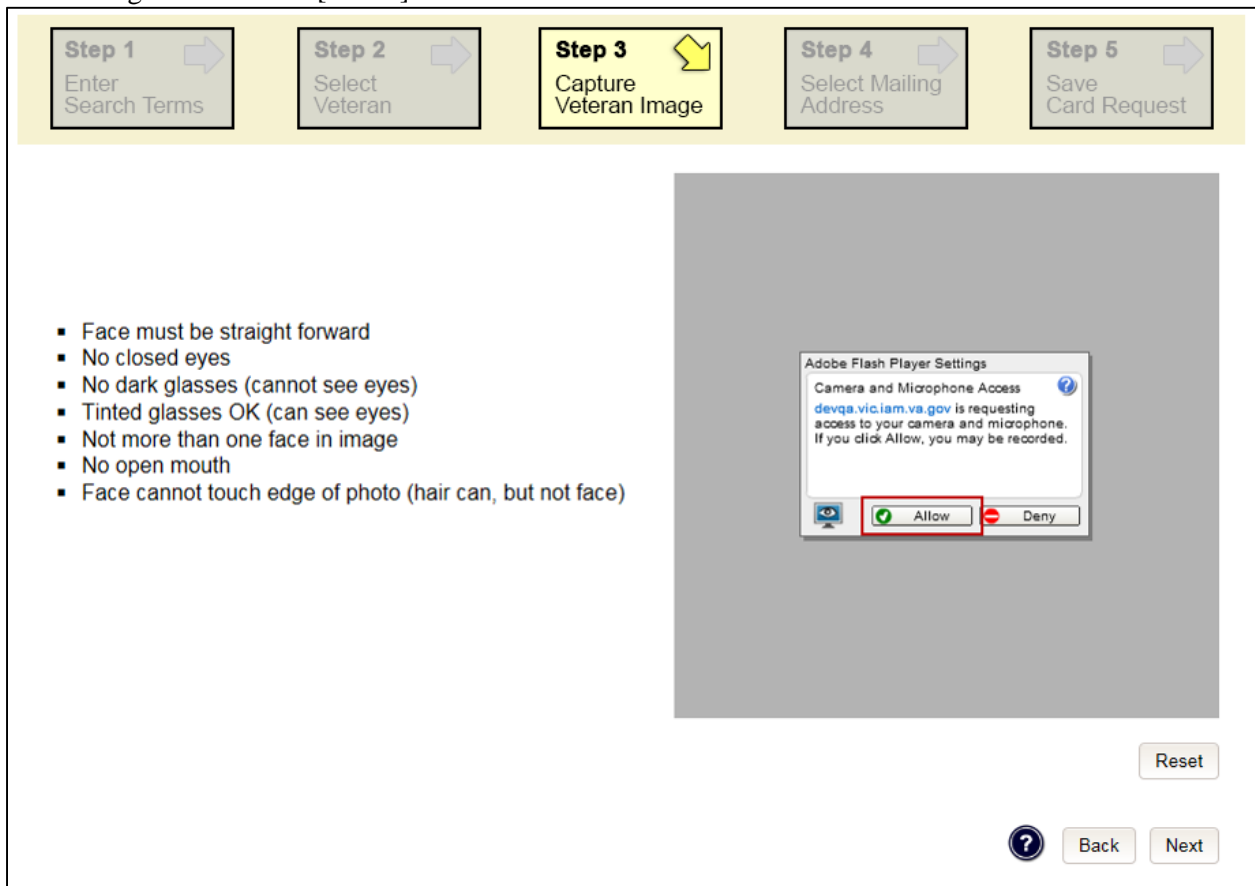 Step 1
Enter
Search Terms
Step 2
Select
Veteran
Step 3
Capture
Veteran Image
Step 4
Select Mailing
Address
Step 5
Save
Card Request
▪ Face must be straight forward
▪ No closed eyes
▪ No dark glasses (cannot see eyes)
▪ Tinted glasses OK (can see eyes)
▪ Not more than one face in image
▪ No open mouth
▪ Face cannot touch edge of photo (hair can, but not face)
Adobe Flash Player Settings
Camera and Microphone Access
?
devqa.vic.iam.va.gov is requesting
access to your camera and microphone.
If you click Allow, you may be recorded.
Allow
Deny
Reset
?
Back
Next